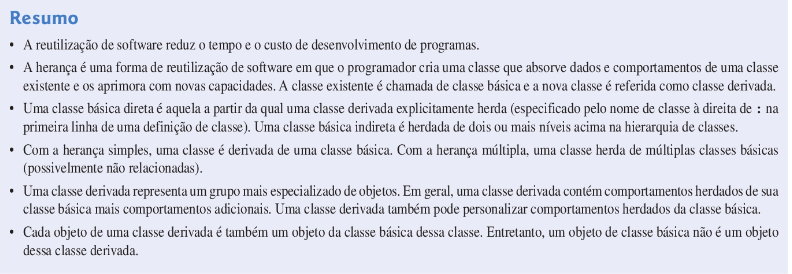 Resumo
• A reutilização de software reduz o tempo e o custo de desenvolvimento de programas.
• A herança é uma forma de reutilização de software em que o programador cria uma classe que absorve dados e comportamentos de uma classe
existente e os aprimora com novas capacidades. A classe existente é chamada de classe básica e a nova classe é referida como classe derivada.
• Uma classe básica direta é aquela a partir da qual uma classe derivada explicitamente herda (especificado pelo nome de classe à direita de : na
primeira linha de uma definição de classe). Uma classe básica indireta é herdada de dois ou mais níveis acima na hierarquia de classes.
• Com a herança simples, uma classe é derivada de uma classe básica. Com a herança múltipla, uma classe herda de múltiplas classes básicas
(possivelmente não relacionadas).
• Uma classe derivada representa um grupo mais especializado de objetos. Em geral, uma classe derivada contém comportamentos herdados de sua
classe básica mais comportamentos adicionais. Uma classe derivada também pode personalizar comportamentos herdados da classe básica.
• Cada objeto de uma classe derivada é também um objeto da classe básica dessa classe. Entretanto, um objeto de classe básica não é um objeto
dessa classe derivada.